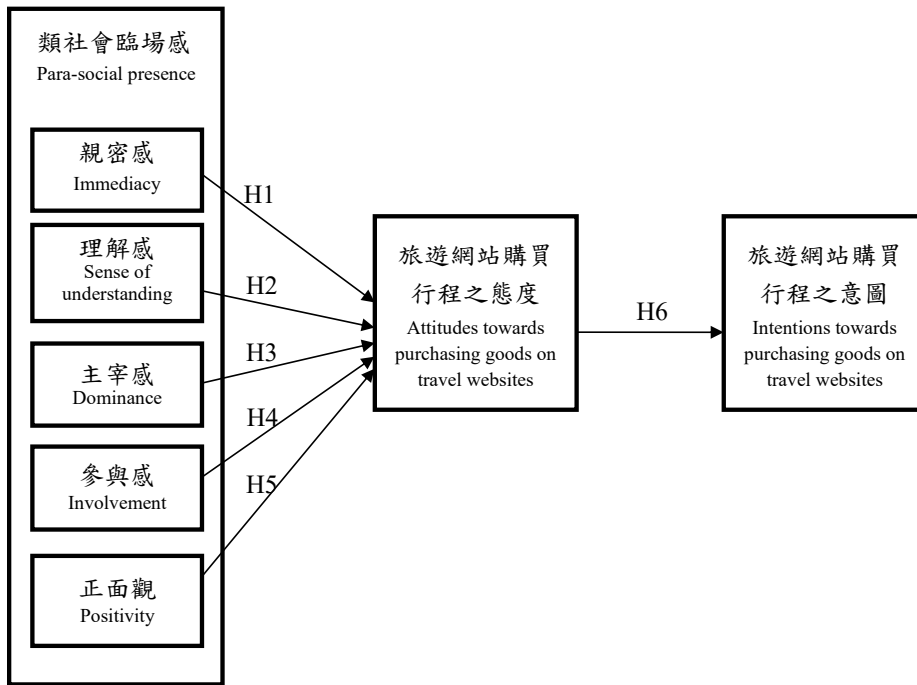 類社會臨場感
Para-social presence
親密感
Immediacy
理解感
Sense of
understanding
主宰感
Dominance
參與感
Involvement
正面觀
Positivity
H1
H2
H3
H4
H5
旅遊網站購買
行程之態度
Attitudes towards
purchasing goods on
travel websites
H6
旅遊網站購買
行程之意圖
Intentions towards
purchasing goods on
travel websites